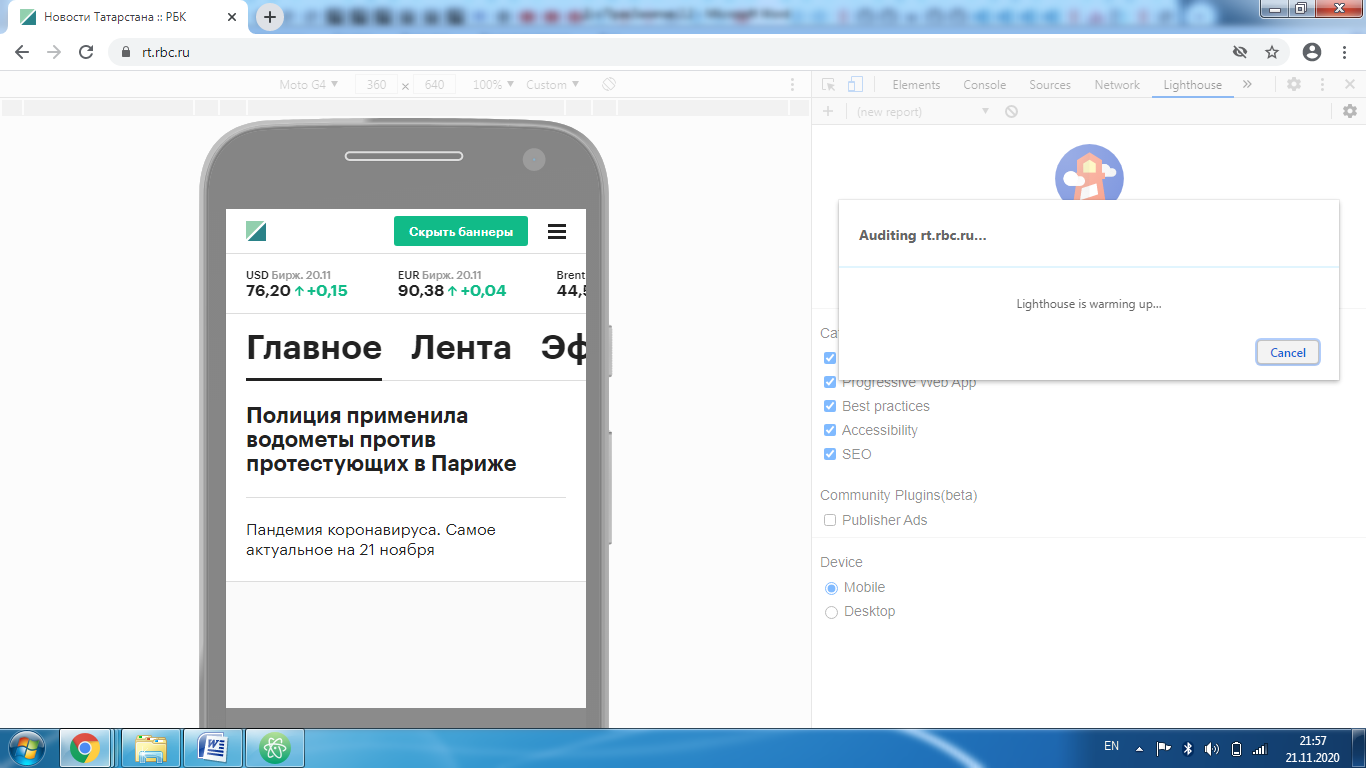 Новости Татарстана :: РБК
rt.rbc.ru
Moto G4 360 × 640 100% Custom
Elements Console Sources Network Lighthouse
(new report)
Скрыть баннеры
USD Бирж. 20.11 EUR Бирж. 20.11 Brent
76,20 ↑ +0,15 90,38 ↑ +0,04 44,5
Главное Лента Эф
Полиция применила
водометы против
протестующих в Париже
Пандемия коронавируса. Самое
актуальное на 21 ноября
Auditing rt.rbc.ru...
Lighthouse is warming up...
Cancel
Ca
Progressive Web App
Best practices
Accessibility
SEO
Community Plugins(beta)
Publisher Ads
Device
Mobile
Desktop
EN
21:57
21.11.2020